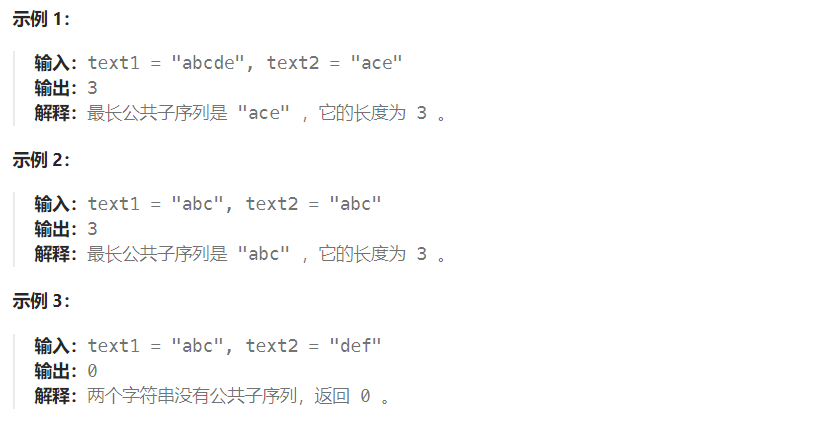 示例 1：
输入：text1 = "abcde", text2 = "ace"
输出：3
解释：最长公共子序列是 "ace" ，它的长度为 3 。
示例 2：
输入：text1 = "abc", text2 = "abc"
输出：3
解释：最长公共子序列是 "abc" ，它的长度为 3 。
示例 3：
输入：text1 = "abc", text2 = "def"
输出：0
解释：两个字符串没有公共子序列，返回 0 。